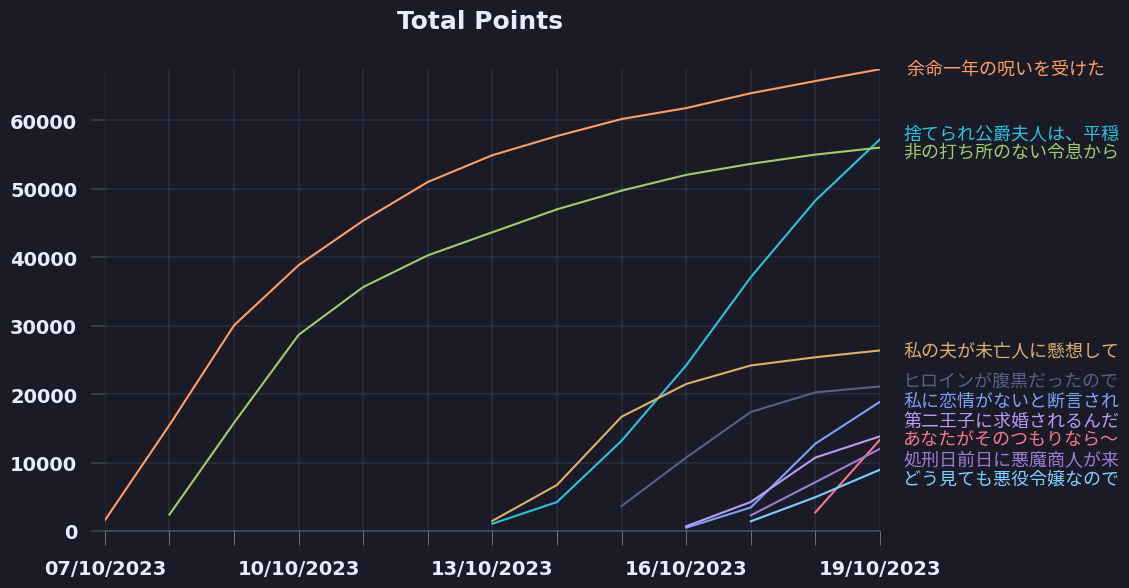 Total Points
余命一年の呪いを受けた
60000
捨てられ公爵夫人は、平穏
非の打ち所のない令息から
50000
40000
30000
私の夫が未亡人に懸想して
ヒロインが腹黒だったので
20000
私に恋情がないと断言され
第二王子に求婚されるんだ
あなたがそのつもりなら〜
10000
処刑日前日に悪魔商人が来
どう見ても悪役令嬢なので
0
07/10/2023 10/10/2023 13/10/2023 16/10/2023 19/10/2023